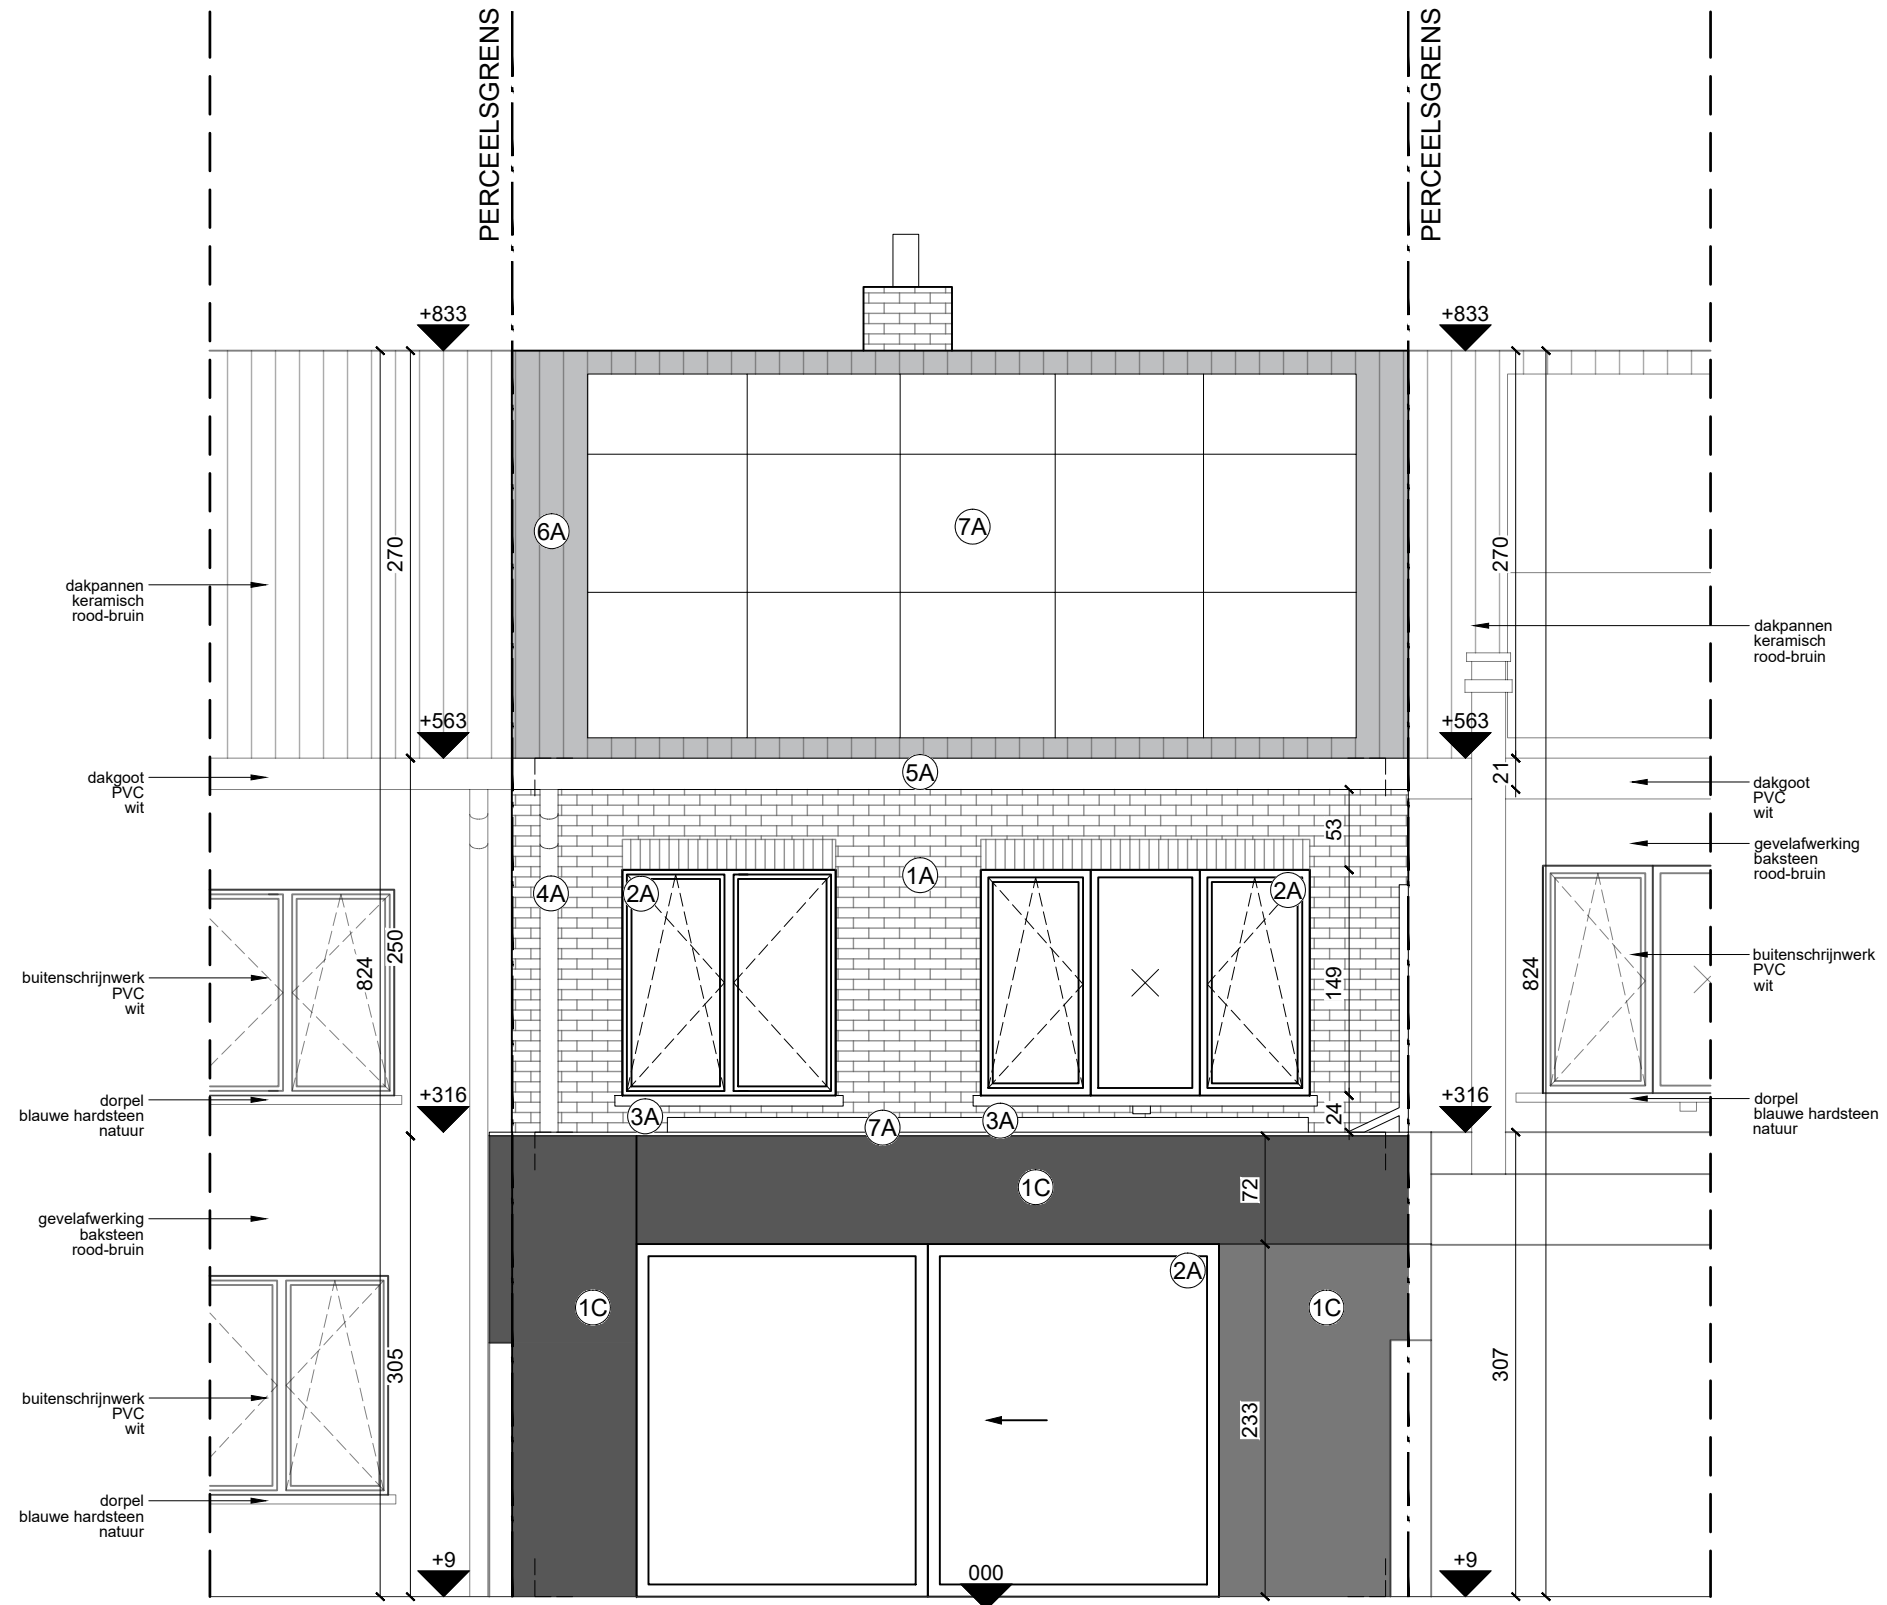 PERCEELSGRENS
PERCEELSGRENS
+833
+833
6A
7A
270
270
dakpannen
keramisch
rood-bruin
dakpannen
keramisch
rood-bruin
+563
+563
5A
21
dakgoot
PVC
wit
dakgoot
PVC
wit
53
gevelafwerking
baksteen
rood-bruin
1A
4A
2A
2A
250
824
149
824
buitenschrijnwerk
PVC
wit
buitenschrijnwerk
PVC
wit
+316
+316
dorpel
blauwe hardsteen
natuur
dorpel
blauwe hardsteen
natuur
3A
7A
3A
24
1C
72
gevelafwerking
baksteen
rood-bruin
2A
1C
1C
305
307
233
buitenschrijnwerk
PVC
wit
dorpel
blauwe hardsteen
natuur
+9
000
+9